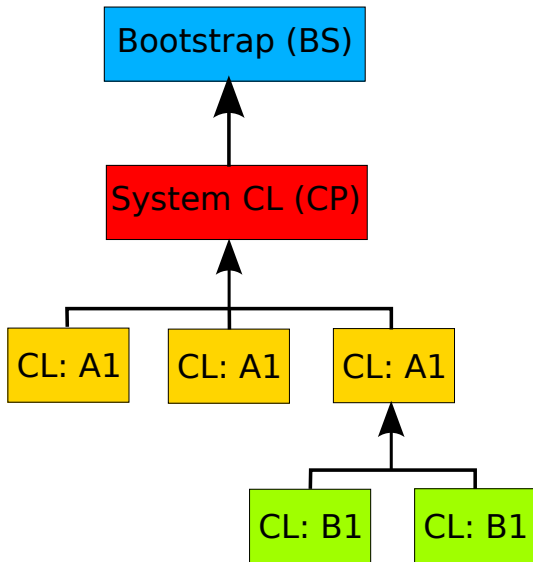 Bootstrap (BS)
System CL (CP)
CL: A1
CL: A1
CL: A1
CL: B1
CL: B1